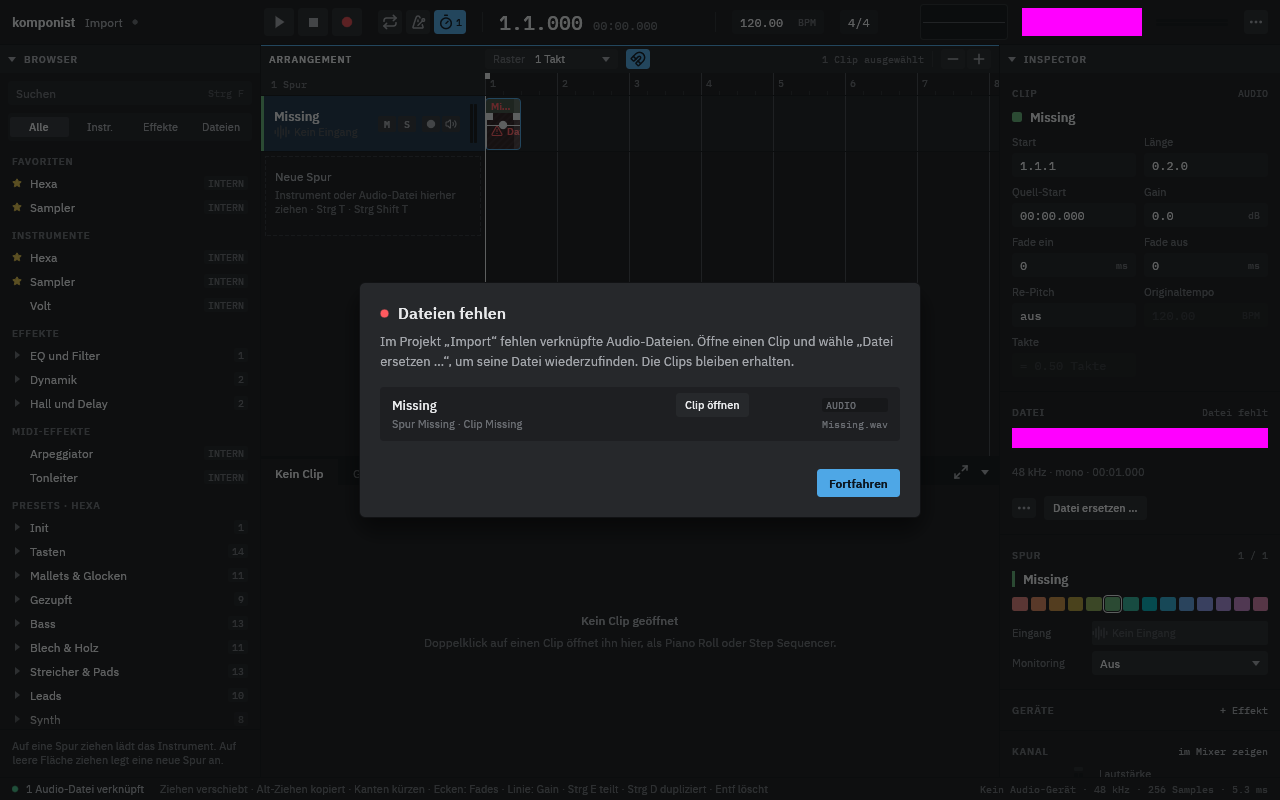 komponist Import
1
1.1.000 00:00.000
120.00 BPM 4/4
BROWSER
Suchen Strg F
Alle Instr. Effekte Dateien
FAVORITEN
Hexa INTERN
Sampler INTERN
INSTRUMENTE
Hexa INTERN
Sampler INTERN
Volt INTERN
EFFEKTE
EQ und Filter 1
Dynamik 2
Hall und Delay 2
MIDI-EFFEKTE
Arpeggiator INTERN
Tonleiter INTERN
PRESETS · HEXA
Init 1
Tasten 14
Mallets & Glocken 11
Gezupft 9
Bass 13
Blech & Holz 11
Streicher & Pads 13
Leads 10
Synth 8
Auf eine Spur ziehen lädt das Instrument. Auf
leere Fläche ziehen legt eine neue Spur an.
ARRANGEMENT
Raster 1 Takt
1 Clip ausgewählt
1 Spur
1 2 3 4 5 6 7 8
Missing
Kein Eingang
M S
Mi...
Da
Neue Spur
Instrument oder Audio-Datei hierher
ziehen · Strg T · Strg Shift T
Dateien fehlen
Im Projekt „Import“ fehlen verknüpfte Audio-Dateien. Öffne einen Clip und wähle „Datei
ersetzen ...“, um seine Datei wiederzufinden. Die Clips bleiben erhalten.
Missing
Spur Missing · Clip Missing
Clip öffnen
AUDIO
Missing.wav
Fortfahren
Kein Clip
Kein Clip geöffnet
Doppelklick auf einen Clip öffnet ihn hier, als Piano Roll oder Step Sequencer.
INSPECTOR
CLIP AUDIO
Missing
Start Länge
1.1.1 0.2.0
Quell-Start Gain
00:00.000 0.0 dB
Fade ein Fade aus
0 ms 0 ms
Re-Pitch Originaltempo
aus 120.00 BPM
Takte
≈ 0.50 Takte
DATEI Datei fehlt
48 kHz · mono · 00:01.000
Datei ersetzen ...
SPUR 1 / 1
Missing
Eingang Kein Eingang
Monitoring Aus
GERÄTE + Effekt
KANAL im Mixer zeigen
Lautstärke
1 Audio-Datei verknüpft
Ziehen verschiebt · Alt-Ziehen kopiert · Kanten kürzen · Ecken: Fades · Linie: Gain · Strg E teilt · Strg D dupliziert · Entf löscht
Kein Audio-Gerät · 48 kHz · 256 Samples · 5.3 ms